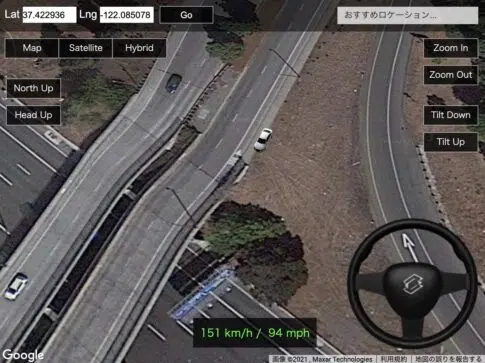 Lat 37.422936 Lng -122.085078 Go
おすすめロケーション...
Map Satellite Hybrid
Zoom In
Zoom Out
North Up
Head Up
Tilt Down
Tilt Up
151 km/h / 94 mph
Google
画像 ©2021 , Maxar Technologies 利用規約 地図の誤りを報告する